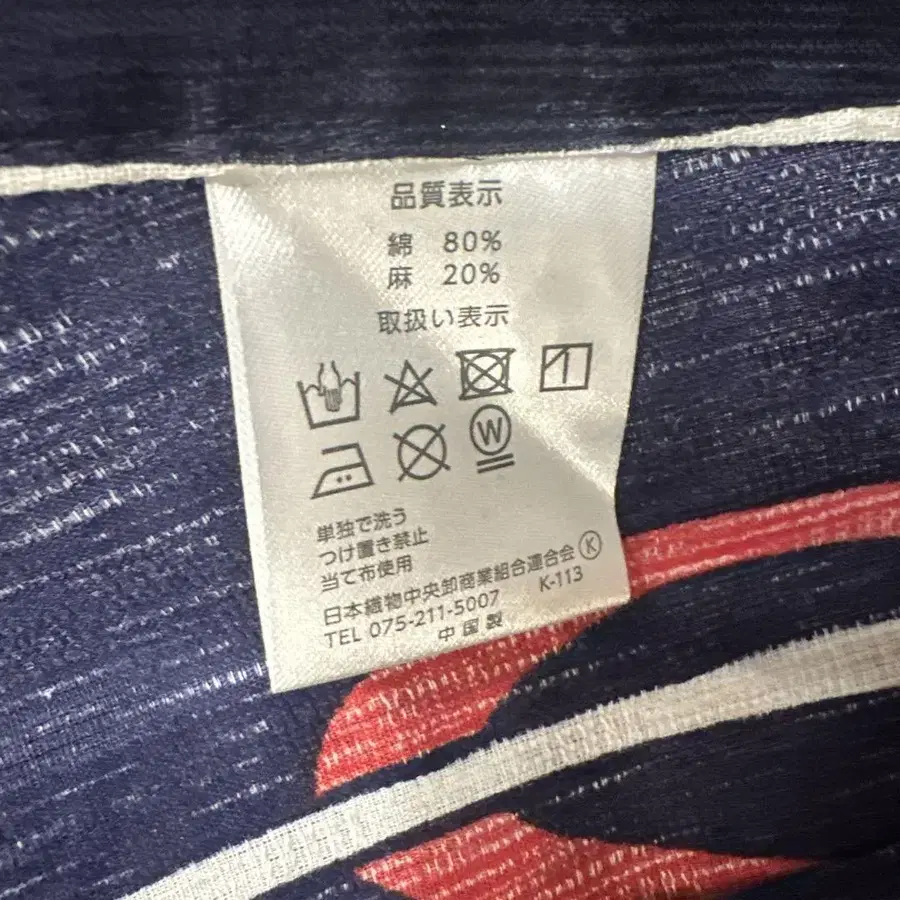 品質表示
綿 80%
麻 20%
取扱い表示
W
単独で洗う
つけ置き禁止
当て布使用
日本織物中央卸商業組合連合会 Ⓚ
TEL 075-211-5007 K-113
中国製